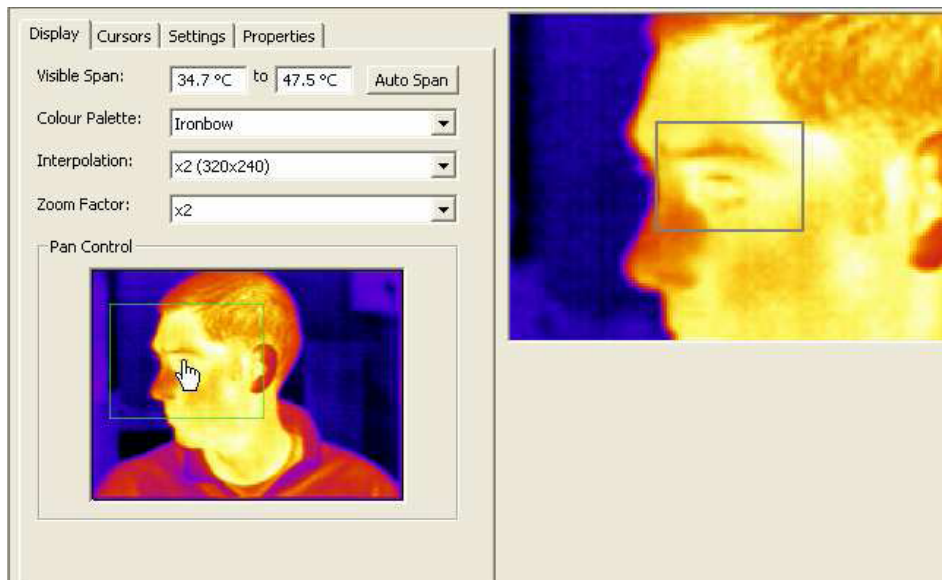 Display Cursors Settings Properties
Visible Span: 34.7 °C to 47.5 °C Auto Span
Colour Palette: Ironbow
Interpolation: x2 (320x240)
Zoom Factor: x2
Pan Control